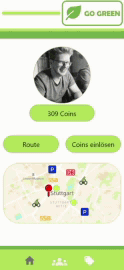 GO GREEN
309 Coins
Route
Coins einlösen
P
Stuttgart
P